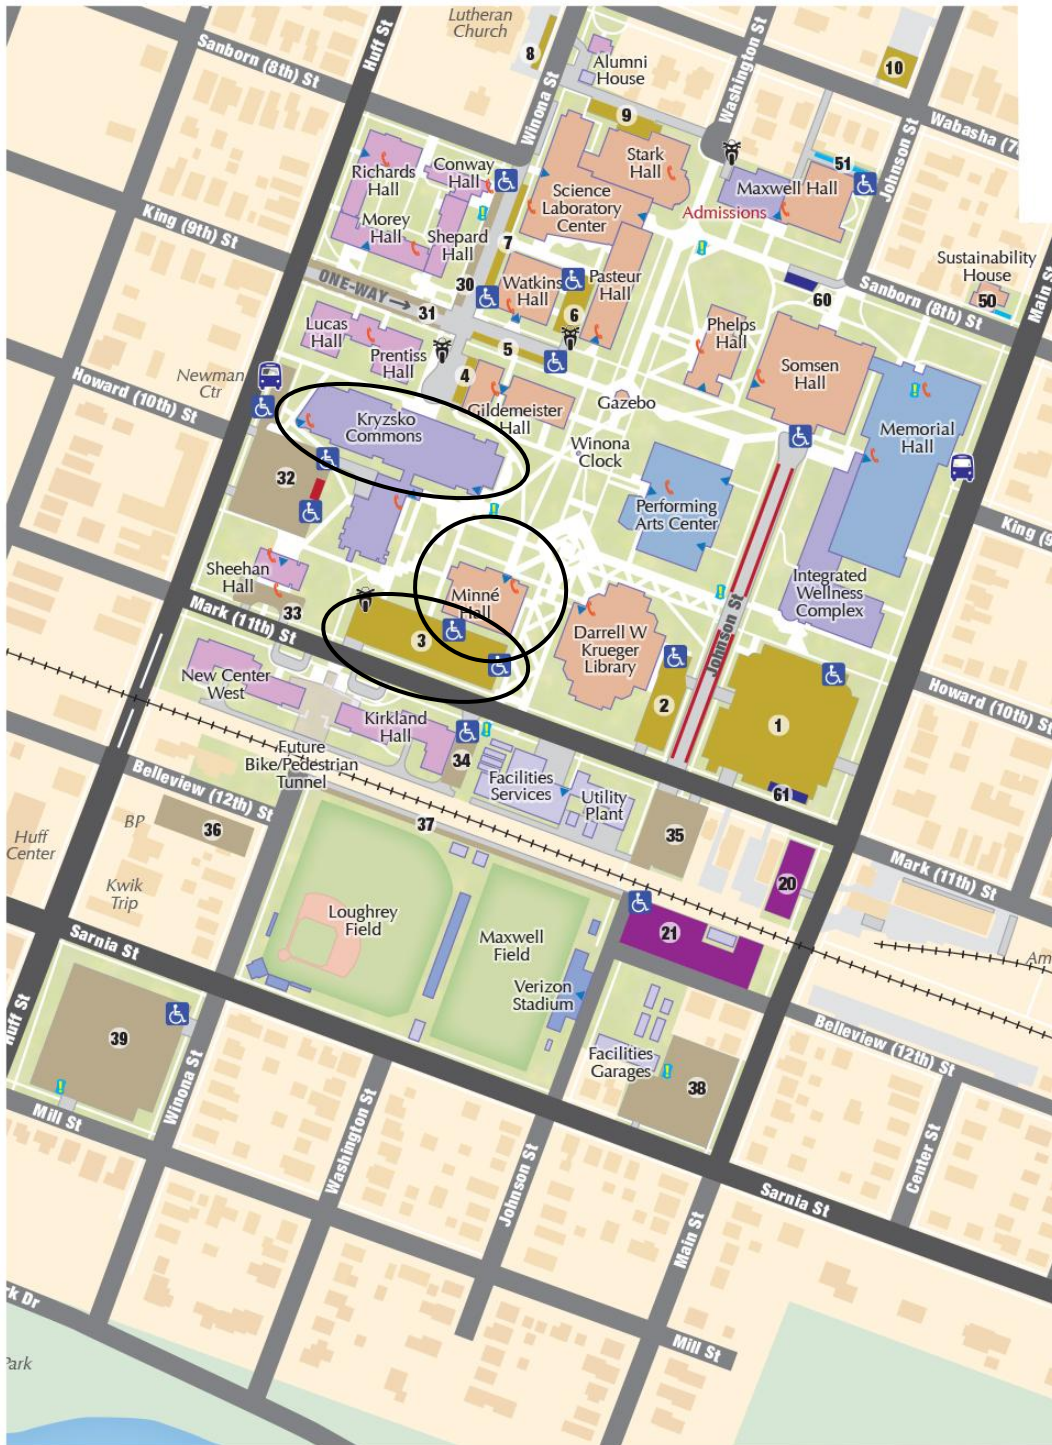 Lutheran
Church
8
10
Sanborn (8th) St
Huff St
Winona St
Alumni
House
Washington St
9
Wabasha (7
Johnson St
Richards
Hall
Conway
Hall
Stark
Hall
51
Maxwell Hall
Science
Laboratory
Center
Admissions
King (9th) St
Morey
Hall
Shepard
Hall
7
Sustainability
House
50
Main St
ONE-WAY
30
Watkins
Hall
Pasteur
Hall
60
Sanborn (8th) St
31
6
Lucas
Hall
Prentiss
Hall
5
Phelps
Hall
Somsen
Hall
Newman
Ctr
4
Howard (10th) St
Kryzsko
Commons
Gildemeister
Hall
Gazebo
Memorial
Hall
Winona
Clock
32
Performing
Arts Center
King (9
Sheehan
Hall
Minné
Hall
Integrated
Wellness
Complex
33
Mark (11th) St
3
Darrell W
Krueger
Library
Johnson St
New Center
West
2
1
Howard (10th) St
Kirkland
Hall
34
Future
Bike/Pedestrian
Tunnel
Facilities
Services
Utility
Plant
61
Belleview (12th) St
BP
36
37
35
Huff
Center
Kwik
Trip
20
Mark (11th) St
Loughrey
Field
Maxwell
Field
21
Sarnia St
Am
Verizon
Stadium
Huff St
39
Winona St
Facilities
Garages
38
Belleview (12th) St
Mill St
Washington St
Johnson St
Main St
Center St
Sarnia St
rk Dr
Mill St
Park